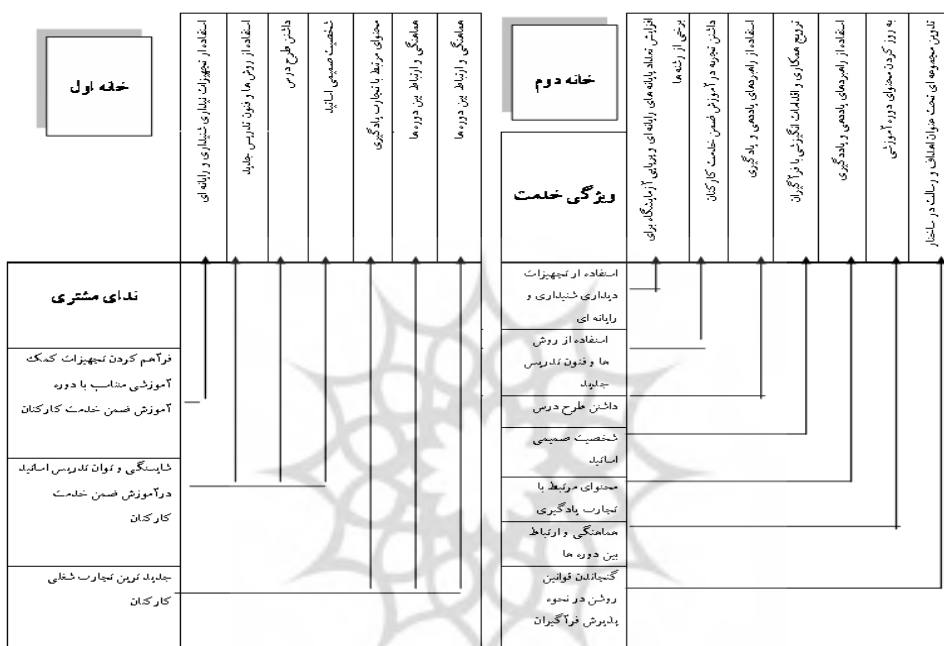 خانه اول
استفاده از تجهیزات دیداری شنیداری و رایانه ای
استفاده از روش ها و فنون تدریس جدید
داشتن طرح درس
شخصیت صمیمی اساتید
محتوای مرتبط با تجارب یادگیری
هماهنگی و ارتباط بین دوره ها
هماهنگی و ارتباط بین دوره ها
ندای مشتری
فرآهم کردن تجهیزات کمک
آموزشی متناسب با دوره
آموزش ضمن خدمت کارکنان
شایستگی و توان تدریس اساتید
درآموزش ضمن خدمت
کارکنان
جدید ترین تجارب شغلی
کارکنان
خانه دوم
ویژگی خدمت
افزایش تعداد پایانه های رایانه ای و برپایی آزمایشگاه برای
برخی از رشته ها
داشتن تجربه در آموزش ضمن خدمت کارکنان
استفاده از راهبردهای یاددهی و یادگیری
ترویج همکاری و اقدامات انگیزشی با فراگیران
استفاده از راهبردهای یاددهی و یادگیری
به روز کردن محتوای دوره آموزشی
تدوین مجموعه ای تحت عنوان اهداف و رسالت در ساختار
استفاده از تجهیزات
دیداری شنیداری و
رایانه ای
استفاده از روش
ها و فنون تدریس
جدید
داشتن طرح درس
شخصیت صمیمی
اساتید
محتوای مرتبط با
تجارب یادگیری
هماهنگی و ارتباط
بین دوره ها
گنجاندن قوانین
روشن در نحوه
پذیرش فرآگیران